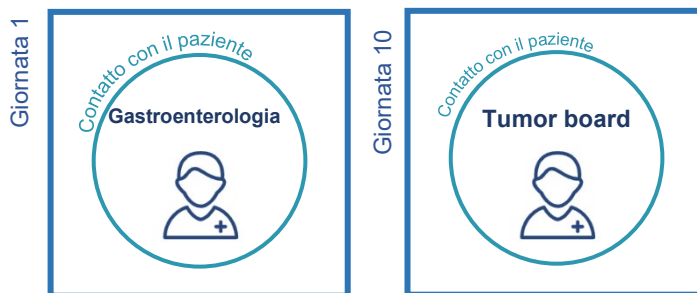 Giornata 1
Contatto con il paziente
Gastroenterologia
Giornata 10
Contatto con il paziente
Tumor board